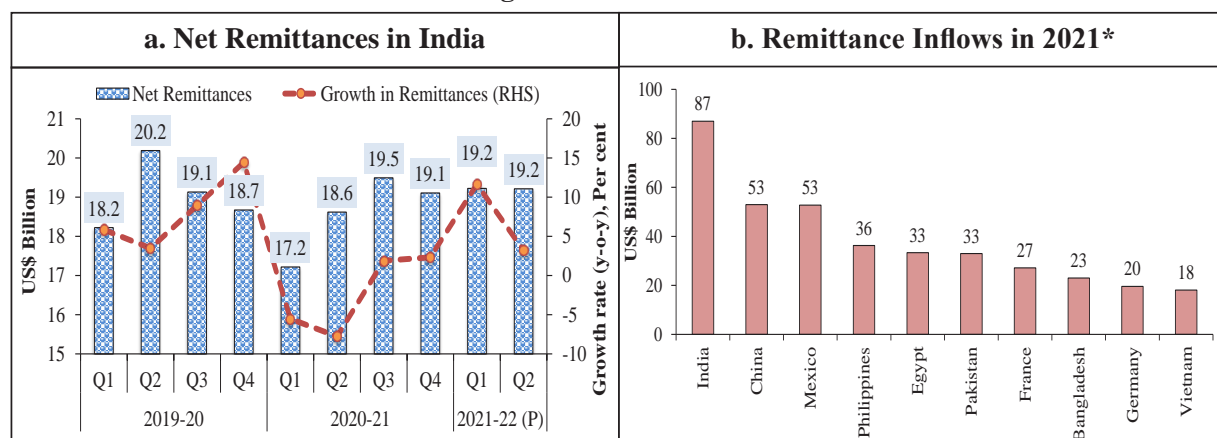 a. Net Remittances in India
Net Remittances
Growth in Remittances (RHS)
US$ Billion
21
20
19
18
17
16
15
18.2
20.2
19.1
18.7
17.2
18.6
19.5
19.1
19.2
19.2
20
15
10
5
0
-5
-10
Growth rate (y-o-y), Per cent
Q1 Q2 Q3 Q4 Q1 Q2 Q3 Q4 Q1 Q2
2019-20 2020-21 2021-22 (P)
b. Remittance Inflows in 2021*
US$ Billion
100
80
60
40
20
0
87
53
53
36
33
33
27
23
20
18
India
China
Mexico
Philippines
Egypt
Pakistan
France
Bangladesh
Germany
Vietnam